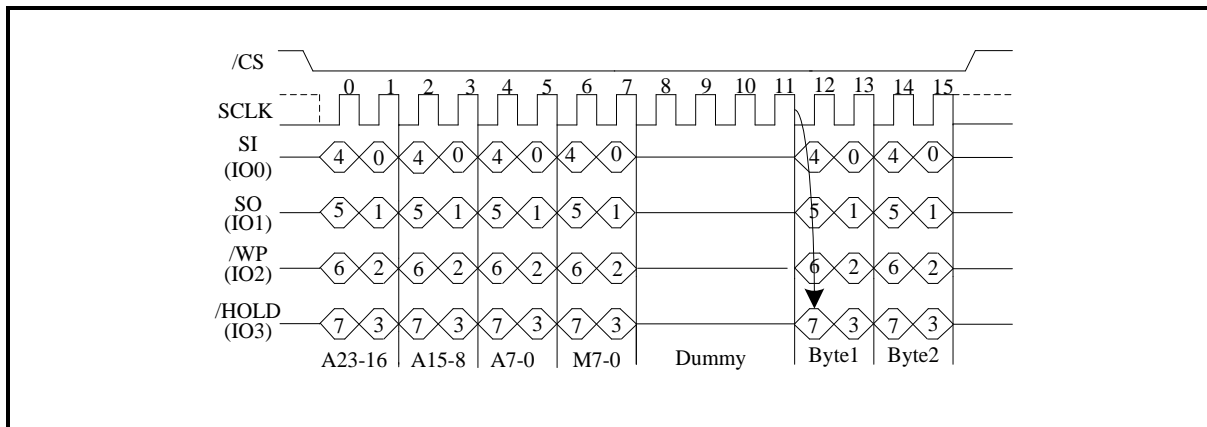 /CS
0 1 2 3 4 5 6 7 8 9 10 11 12 13 14 15
SCLK
SI
(IO0)
4 0 4 0 4 0 4 0 4 0 4 0
SO
(IO1)
5 1 5 1 5 1 5 1 5 1 5 1
/WP
(IO2)
6 2 6 2 6 2 6 2 6 2 6 2
/HOLD
(IO3)
7 3 7 3 7 3 7 3 7 3 7 3
A23-16 A15-8 A7-0 M7-0 Dummy Byte1 Byte2